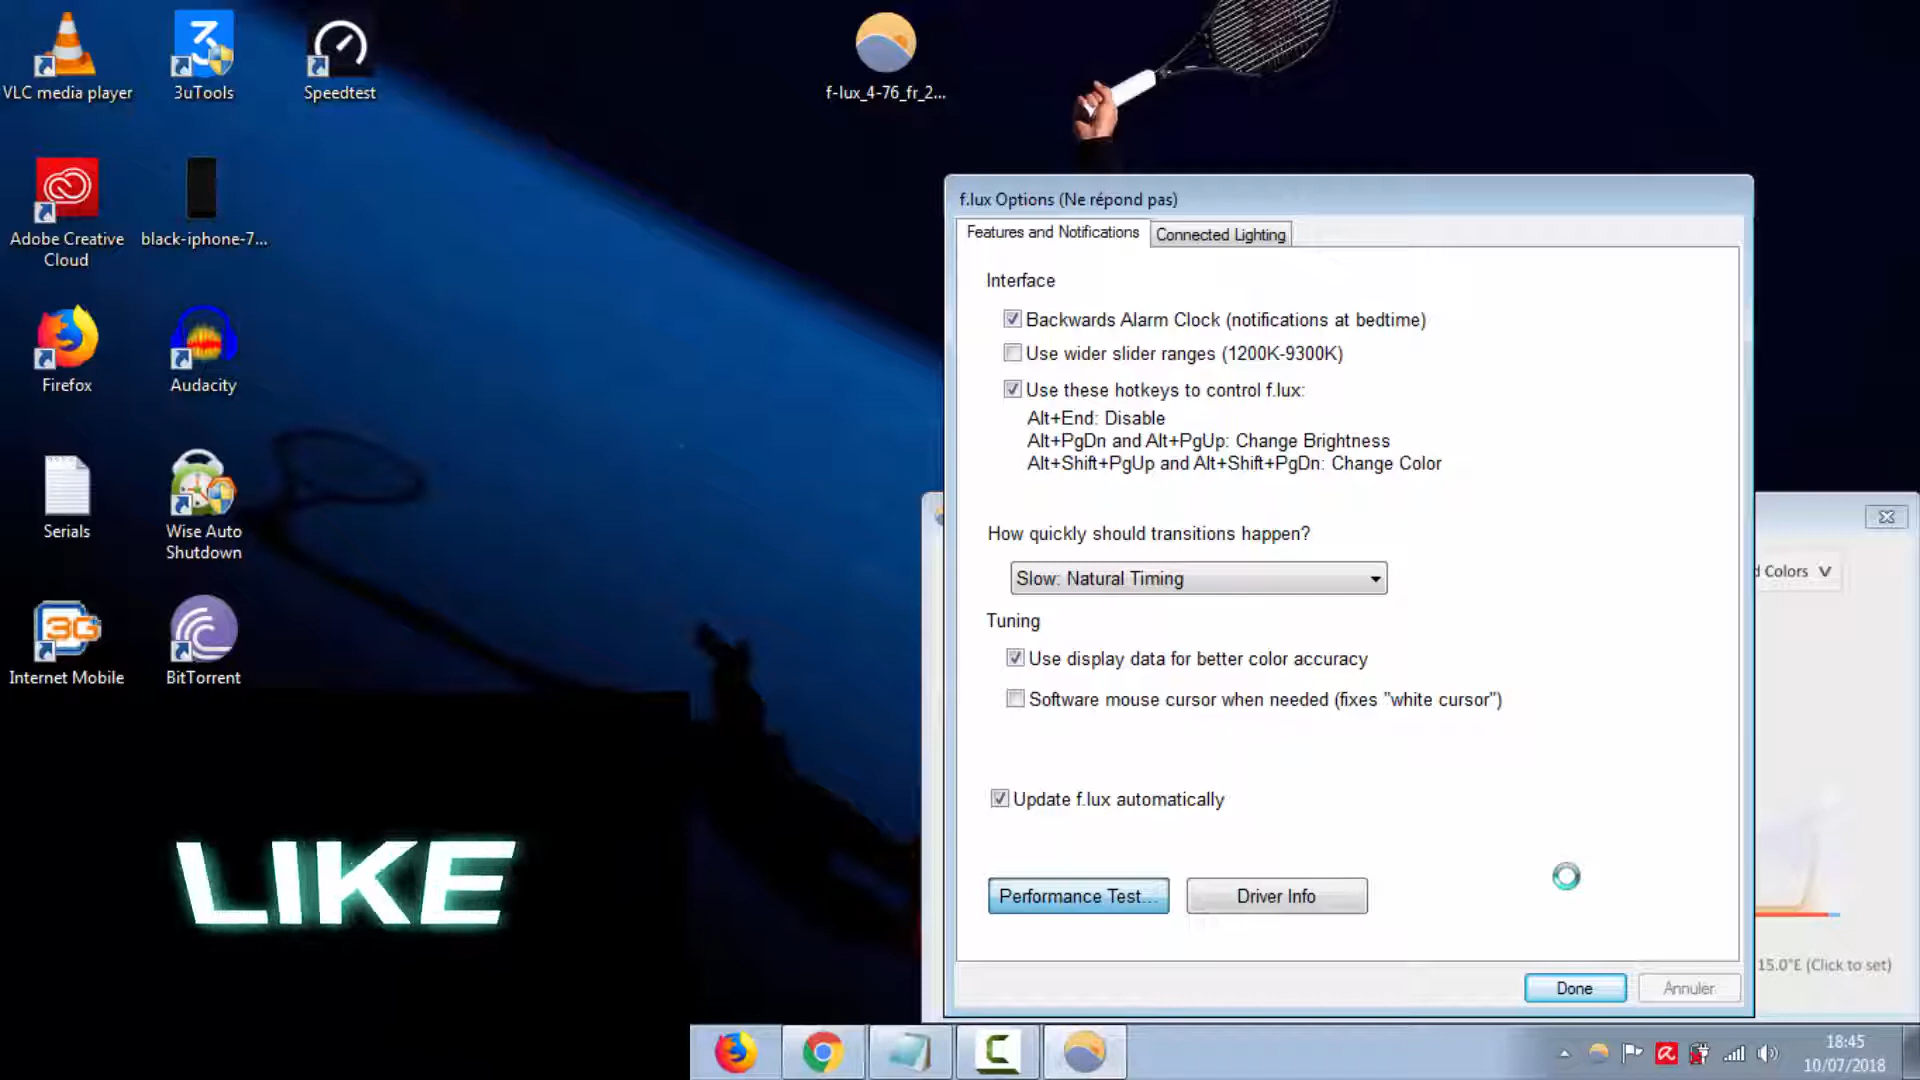 VLC media player
3uTools
Speedtest
f-lux_4-76_fr_2...
Adobe Creative
Cloud
black-iphone-7...
Firefox
Audacity
Serials
Wise Auto
Shutdown
3G
Internet Mobile
BitTorrent
LIKE
f.lux Options (Ne répond pas)
Features and Notifications
Connected Lighting
Interface
Backwards Alarm Clock (notifications at bedtime)
Use wider slider ranges (1200K-9300K)
Use these hotkeys to control f.lux:
Alt+End: Disable
Alt+PgDn and Alt+PgUp: Change Brightness
Alt+Shift+PgUp and Alt+Shift+PgDn: Change Color
How quickly should transitions happen?
Slow: Natural Timing
Tuning
Use display data for better color accuracy
Software mouse cursor when needed (fixes "white cursor")
Update f.lux automatically
Performance Test...
Driver Info
Done
Annuler
d Colors
15.0°E (Click to set)
18:45
10/07/2018